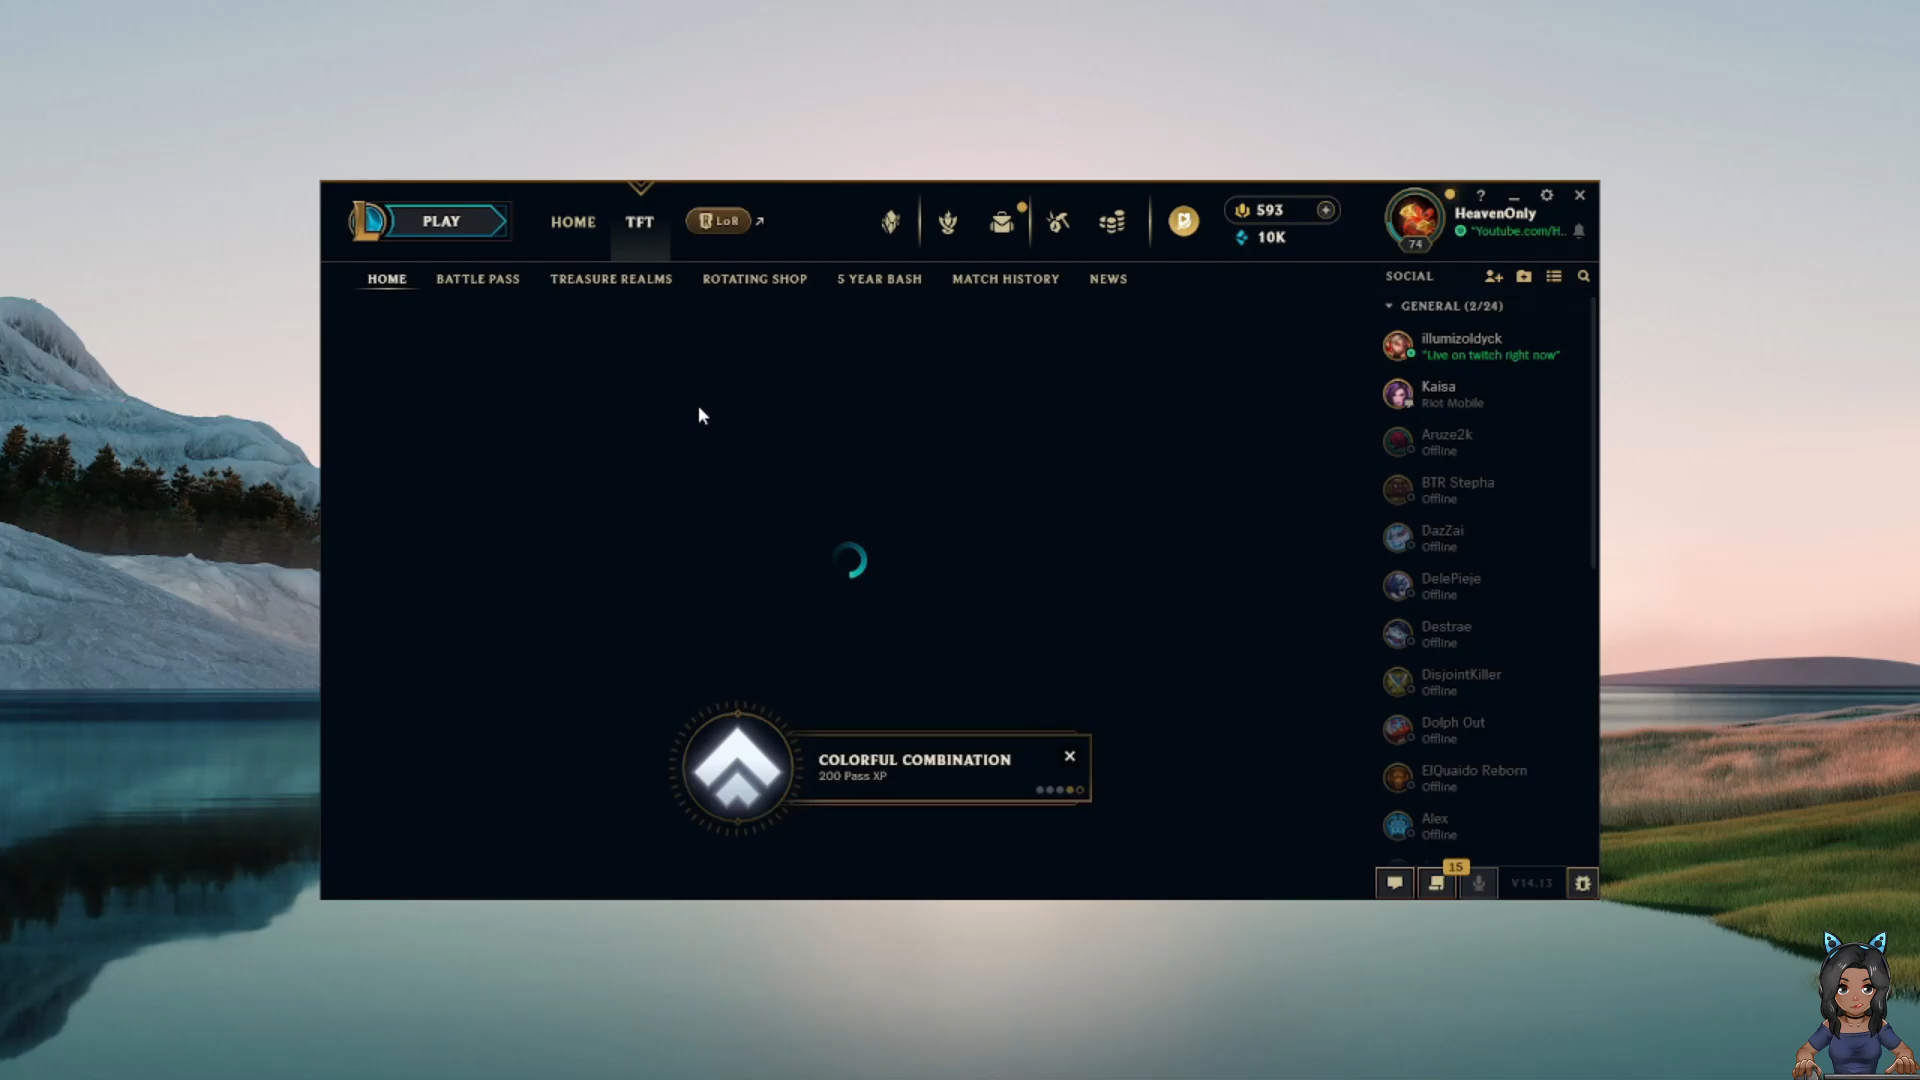 PLAY
HOME
TFT
LoR
593
10K
?
HeavenOnly
"Youtube.com/H..
74
HOME
BATTLE PASS
TREASURE REALMS
ROTATING SHOP
5 YEAR BASH
MATCH HISTORY
NEWS
SOCIAL
GENERAL (2/24)
illumizoldyck
"Live on twitch right now"
Kaisa
Riot Mobile
Aruze2k
Offline
BTR Stepha
Offline
DazZai
Offline
DelePieje
Offline
Destrae
Offline
DisjointKiller
Offline
Dolph Out
Offline
ElQuaido Reborn
Offline
Alex
Offline
COLORFUL COMBINATION
200 Pass XP
15
V14.13